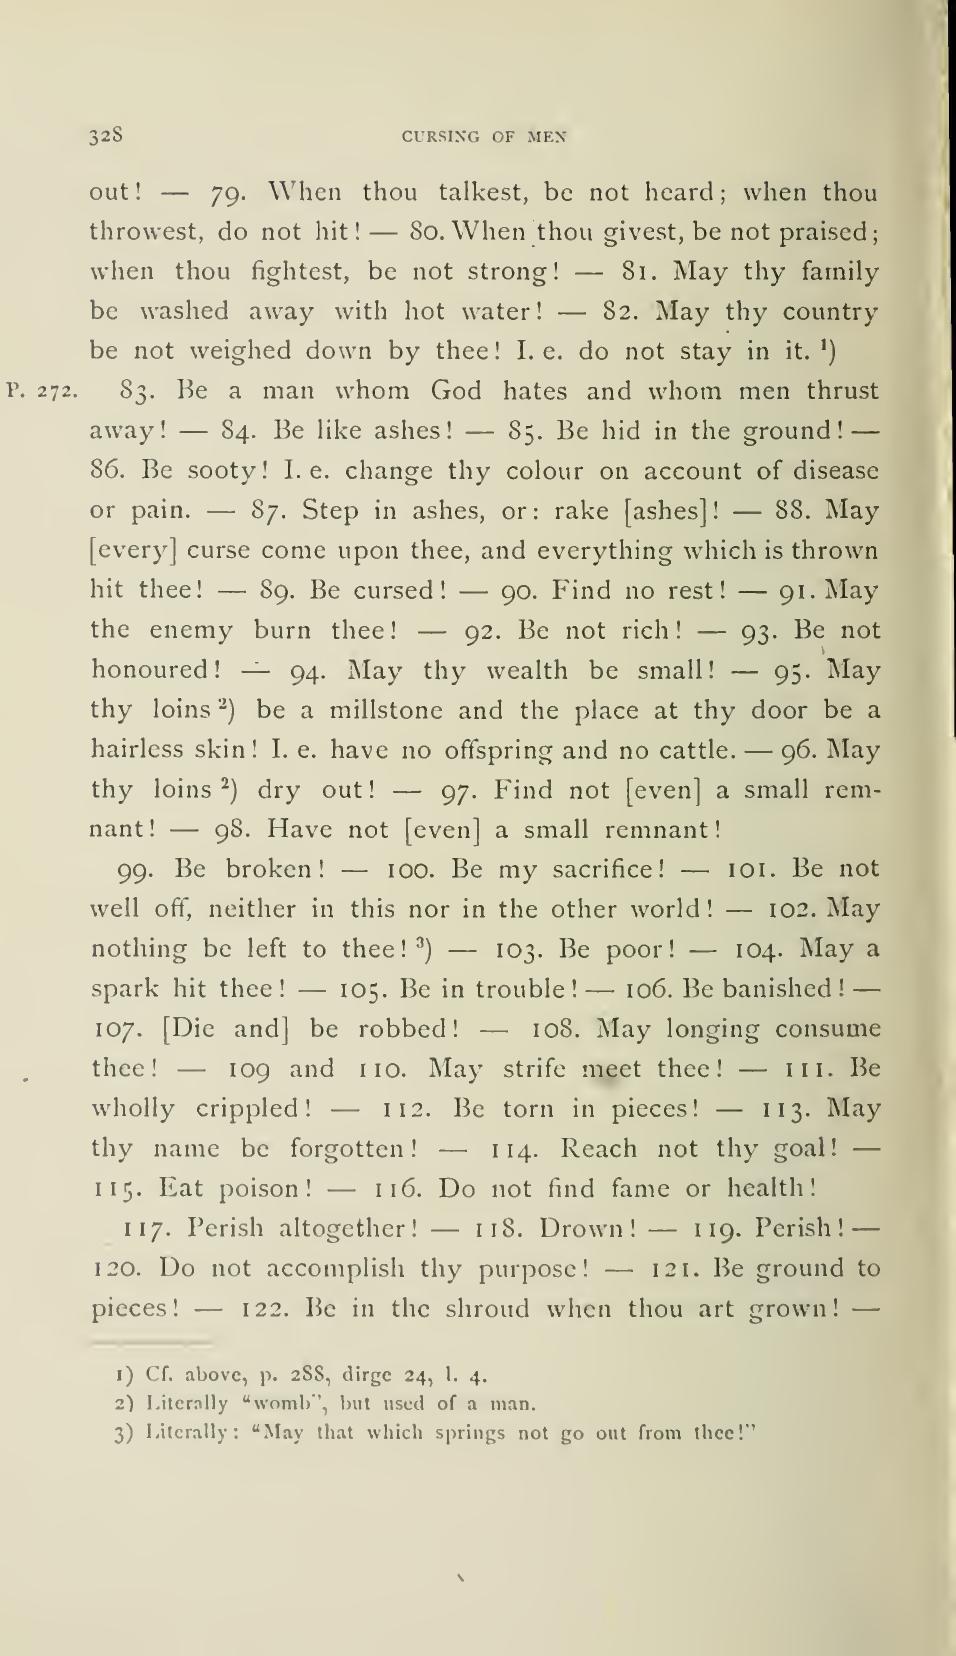 328 CURSING OF MEN
out! — 79. When thou talkest, be not heard; when thou
throwest, do not hit! — 80. When thou givest, be not praised;
when thou fightest, be not strong! — 81. May thy family
be washed away with hot water! — 82. May thy country
be not weighed down by thee! I. e. do not stay in it. ¹)
P. 272. 83. Be a man whom God hates and whom men thrust
away! — 84. Be like ashes! — 85. Be hid in the ground! —
86. Be sooty! I. e. change thy colour on account of disease
or pain. — 87. Step in ashes, or: rake [ashes]! — 88. May
[every] curse come upon thee, and everything which is thrown
hit thee! — 89. Be cursed! — 90. Find no rest! — 91. May
the enemy burn thee! — 92. Be not rich! — 93. Be not
honoured! — 94. May thy wealth be small! — 95. May
thy loins ²) be a millstone and the place at thy door be a
hairless skin! I. e. have no offspring and no cattle. — 96. May
thy loins ²) dry out! — 97. Find not [even] a small rem-
nant! — 98. Have not [even] a small remnant!
99. Be broken! — 100. Be my sacrifice! — 101. Be not
well off, neither in this nor in the other world! — 102. May
nothing be left to thee! ³) — 103. Be poor! — 104. May a
spark hit thee! — 105. Be in trouble! — 106. Be banished! —
107. [Die and] be robbed! — 108. May longing consume
thee! — 109 and 110. May strife meet thee! — 111. Be
wholly crippled! — 112. Be torn in pieces! — 113. May
thy name be forgotten! — 114. Reach not thy goal! —
115. Eat poison! — 116. Do not find fame or health!
117. Perish altogether! — 118. Drown! — 119. Perish! —
120. Do not accomplish thy purpose! — 121. Be ground to
pieces! — 122. Be in the shroud when thou art grown! —
1) Cf. above, p. 288, dirge 24, l. 4.
2) Literally "womb", but used of a man.
3) Literally: "May that which springs not go out from thee!"